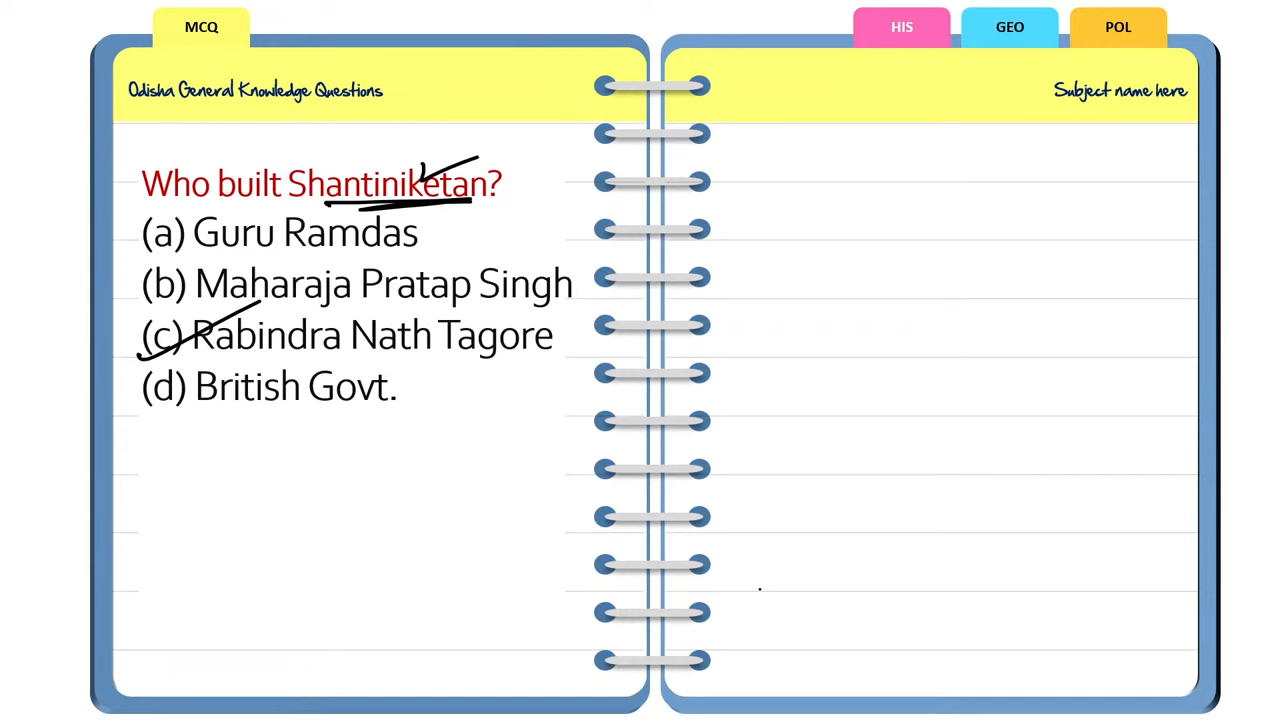 MCQ
HIS GEO POL
Odisha General Knowledge Questions
Subject name here
Who built Shantiniketan?
(a) Guru Ramdas
(b) Maharaja Pratap Singh
(c) Rabindra Nath Tagore
(d) British Govt.